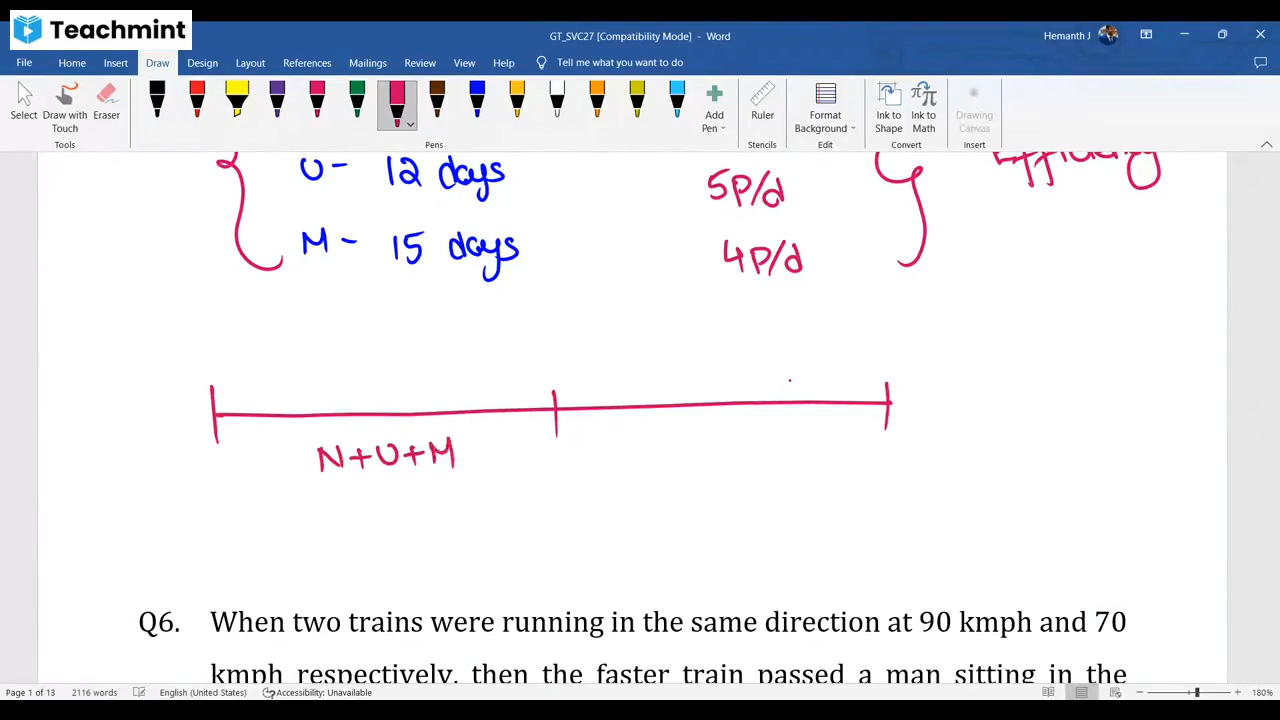 Teachmint
GT_SVC27 [Compatibility Mode] - Word
Hemanth J
File Home Insert Draw Design Layout References Mailings Review View Help Tell me what you want to do
Select
Draw with Touch
Eraser
Add Pen
Ruler
Format Background
Ink to Shape
Ink to Math
Drawing Canvas
Tools
Pens
Stencils
Edit
Convert
Insert
U - 12 days 5P/d
M - 15 days 4P/d
N+U+M
Q6. When two trains were running in the same direction at 90 kmph and 70
kmph respectively, then the faster train passed a man sitting in the
Page 1 of 13 2116 words English (United States) Accessibility: Unavailable 180%